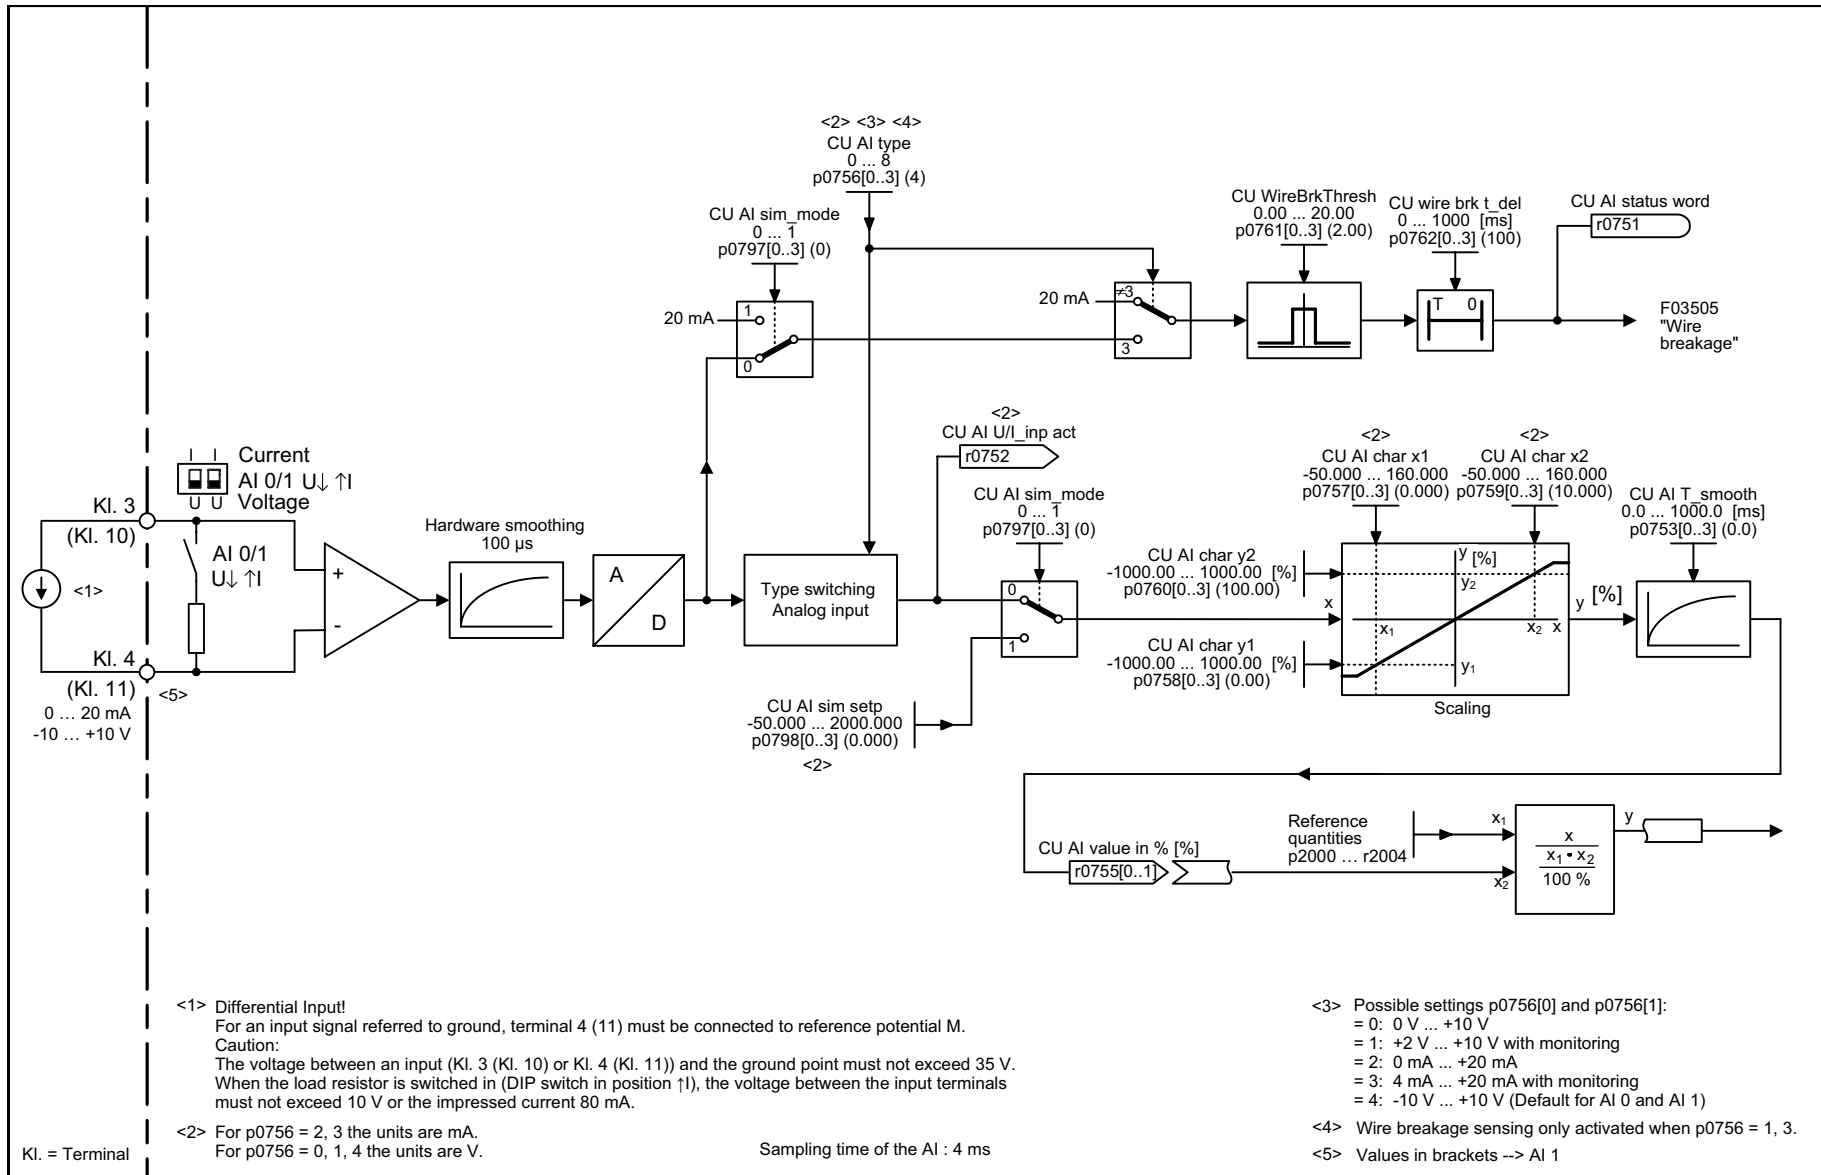 <2> <3> <4>
CU AI type
0 ... 8
p0756[0..3] (4)
CU AI sim_mode
0 ... 1
p0797[0..3] (0)
20 mA
1
0
20 mA
≠3
3
CU WireBrkThresh
0.00 ... 20.00
p0761[0..3] (2.00)
CU wire brk t_del
0 ... 1000 [ms]
p0762[0..3] (100)
T 0
CU AI status word
r0751
F03505
"Wire
breakage"
I I
Current
AI 0/1 U↓ ↑I
U U
Voltage
Kl. 3
(Kl. 10)
AI 0/1
U↓ ↑I
<1>
Kl. 4
(Kl. 11)
<5>
0 … 20 mA
-10 … +10 V
+
-
Hardware smoothing
100 µs
A
D
Type switching
Analog input
<2>
CU AI U/I_inp act
r0752
CU AI sim_mode
0 ... 1
p0797[0..3] (0)
0
1
CU AI sim setp
-50.000 ... 2000.000
p0798[0..3] (0.000)
<2>
CU AI char y2
-1000.00 ... 1000.00 [%]
p0760[0..3] (100.00)
x
CU AI char y1
-1000.00 ... 1000.00 [%]
p0758[0..3] (0.00)
<2>
CU AI char x1
-50.000 ... 160.000
p0757[0..3] (0.000)
<2>
CU AI char x2
-50.000 ... 160.000
p0759[0..3] (10.000)
y [%]
y2
x1
x2 x
y1
Scaling
y [%]
CU AI T_smooth
0.0 ... 1000.0 [ms]
p0753[0..3] (0.0)
CU AI value in % [%]
r0755[0..1]
Reference
quantities
p2000 ... r2004
x1
x2
x
x1 • x2
100 %
y
<1> Differential Input!
For an input signal referred to ground, terminal 4 (11) must be connected to reference potential M.
Caution:
The voltage between an input (Kl. 3 (Kl. 10) or Kl. 4 (Kl. 11)) and the ground point must not exceed 35 V.
When the load resistor is switched in (DIP switch in position ↑I), the voltage between the input terminals
must not exceed 10 V or the impressed current 80 mA.
<2> For p0756 = 2, 3 the units are mA.
For p0756 = 0, 1, 4 the units are V.
Kl. = Terminal
Sampling time of the AI : 4 ms
<3> Possible settings p0756[0] and p0756[1]:
= 0: 0 V ... +10 V
= 1: +2 V ... +10 V with monitoring
= 2: 0 mA ... +20 mA
= 3: 4 mA ... +20 mA with monitoring
= 4: -10 V ... +10 V (Default for AI 0 and AI 1)
<4> Wire breakage sensing only activated when p0756 = 1, 3.
<5> Values in brackets --> AI 1